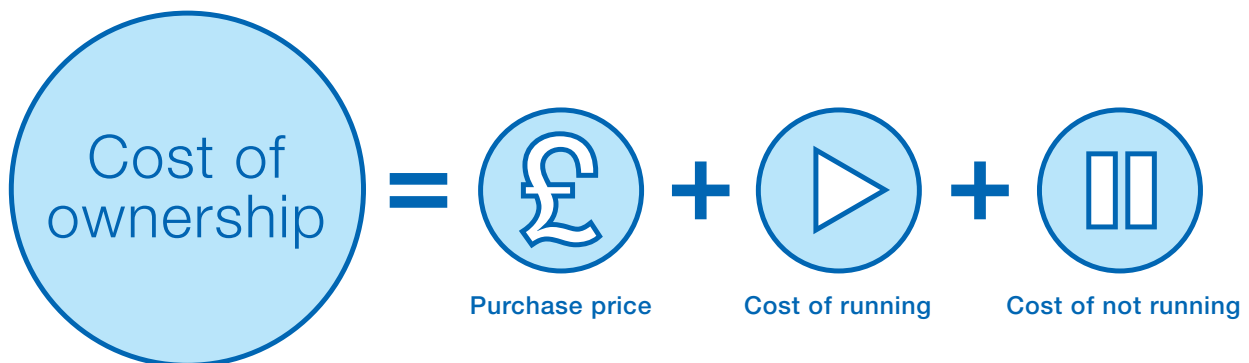 Cost of
ownership
=
£
+
+
Purchase price
Cost of running
Cost of not running